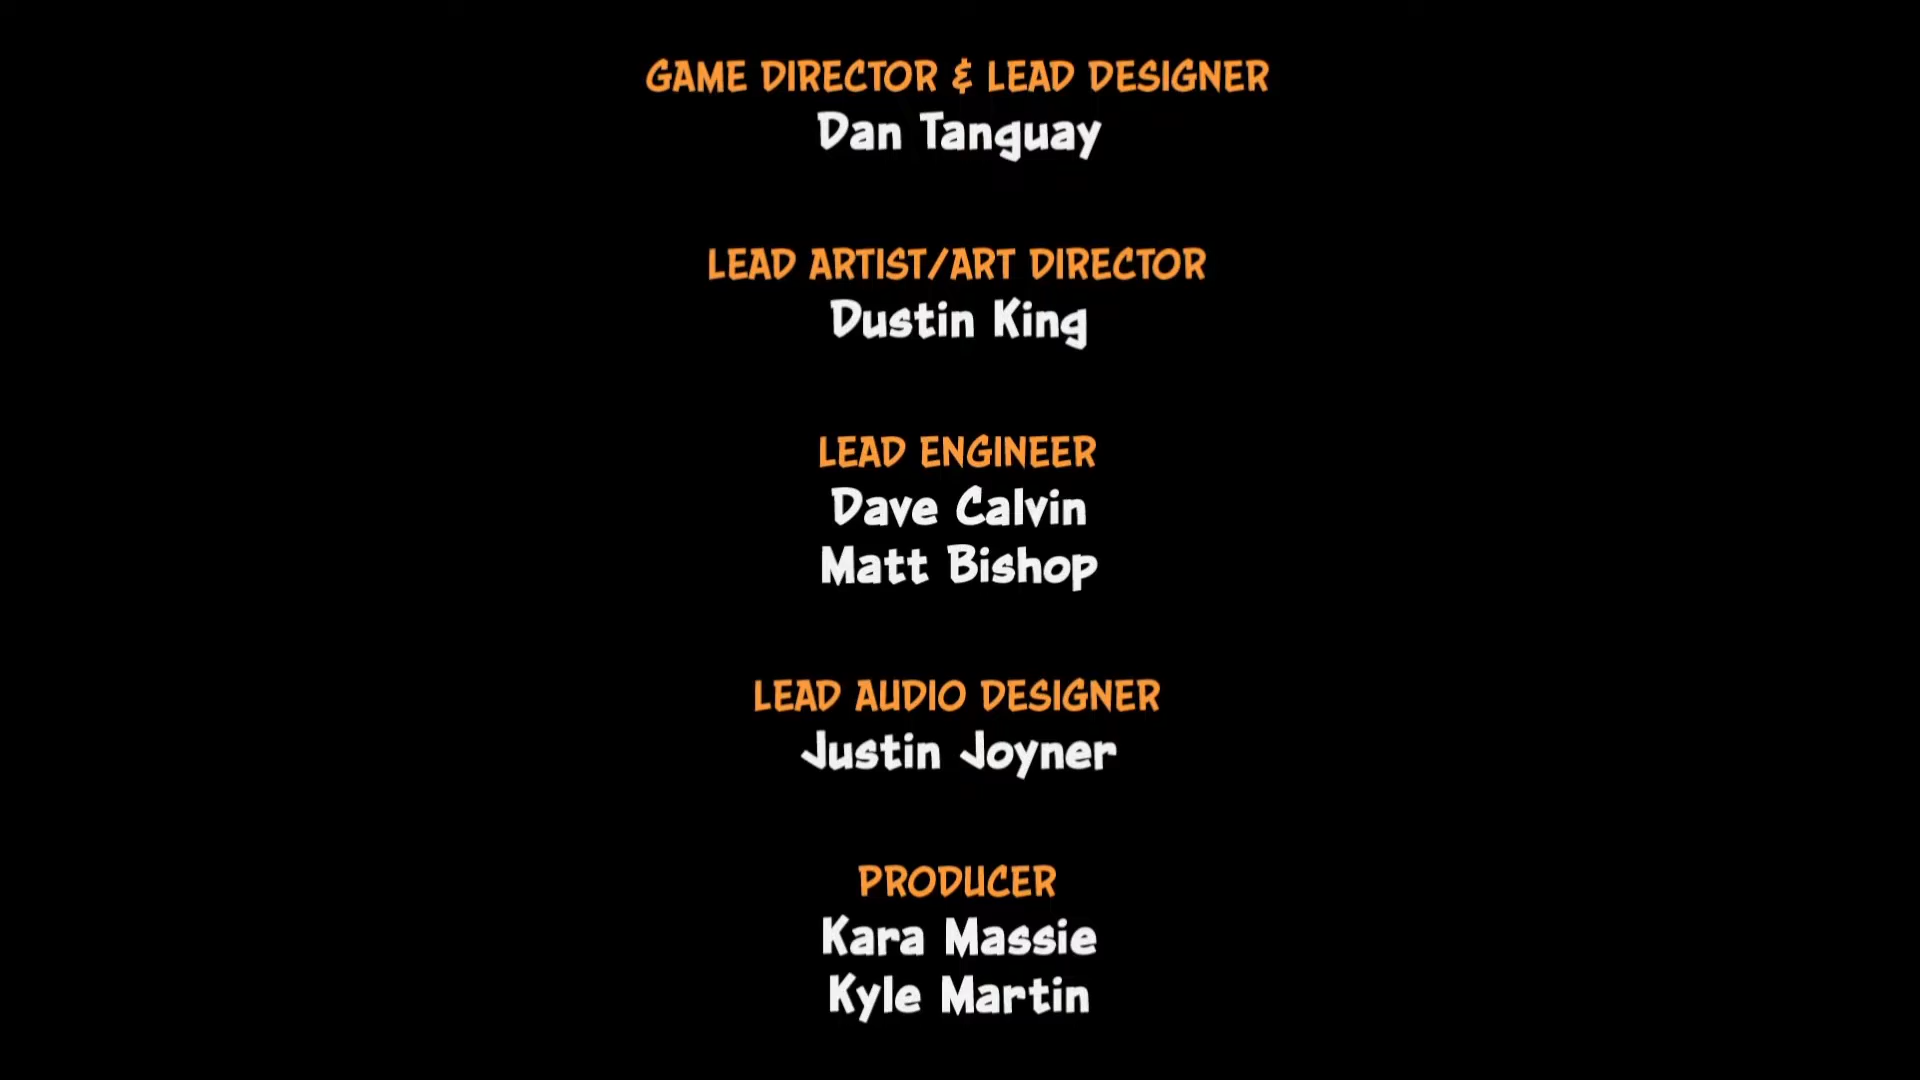 GAME DIRECTOR & LEAD DESIGNER
Dan Tanguay
LEAD ARTIST/ART DIRECTOR
Dustin King
LEAD ENGINEER
Dave Calvin
Matt Bishop
LEAD AUDIO DESIGNER
Justin Joyner
PRODUCER
Kara Massie
Kyle Martin